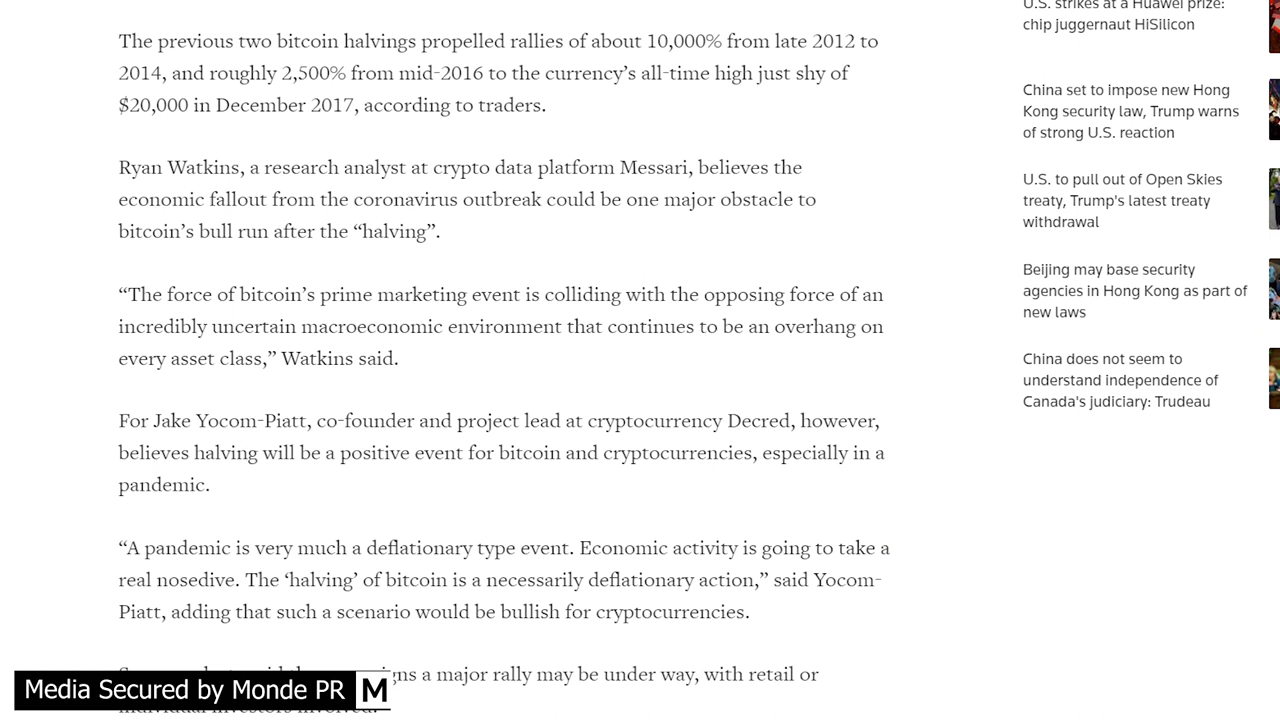 The previous two bitcoin halvings propelled rallies of about 10,000% from late 2012 to
2014, and roughly 2,500% from mid-2016 to the currency’s all-time high just shy of
$20,000 in December 2017, according to traders.
Ryan Watkins, a research analyst at crypto data platform Messari, believes the
economic fallout from the coronavirus outbreak could be one major obstacle to
bitcoin’s bull run after the “halving”.
“The force of bitcoin’s prime marketing event is colliding with the opposing force of an
incredibly uncertain macroeconomic environment that continues to be an overhang on
every asset class,” Watkins said.
For Jake Yocom-Piatt, co-founder and project lead at cryptocurrency Decred, however,
believes halving will be a positive event for bitcoin and cryptocurrencies, especially in a
pandemic.
“A pandemic is very much a deflationary type event. Economic activity is going to take a
real nosedive. The ‘halving’ of bitcoin is a necessarily deflationary action,” said Yocom-
Piatt, adding that such a scenario would be bullish for cryptocurrencies.
a major rally may be under way, with retail or
Media Secured by Monde PR M
U.S. strikes at a Huawei prize:
chip juggernaut HiSilicon
China set to impose new Hong
Kong security law, Trump warns
of strong U.S. reaction
U.S. to pull out of Open Skies
treaty, Trump's latest treaty
withdrawal
Beijing may base security
agencies in Hong Kong as part of
new laws
China does not seem to
understand independence of
Canada's judiciary: Trudeau